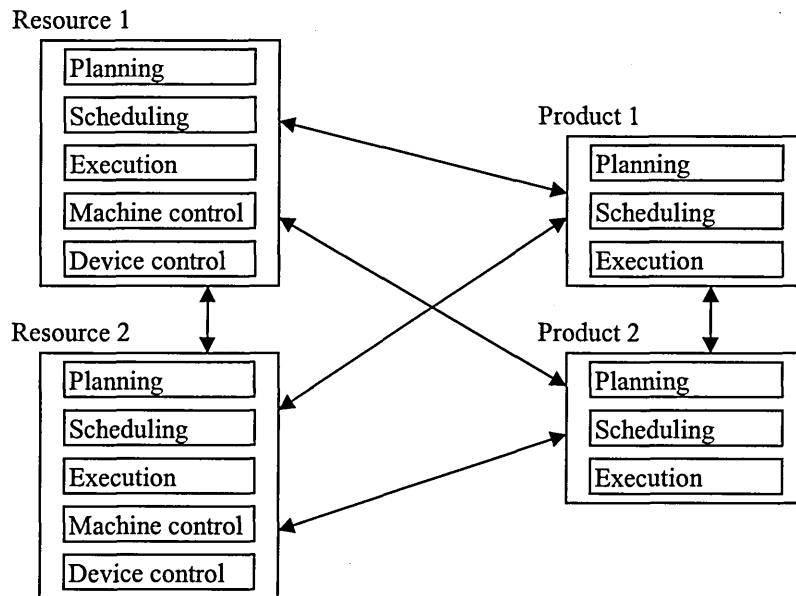 Resource 1
Planning
Scheduling
Execution
Machine control
Device control
Resource 2
Planning
Scheduling
Execution
Machine control
Device control
Product 1
Planning
Scheduling
Execution
Product 2
Planning
Scheduling
Execution